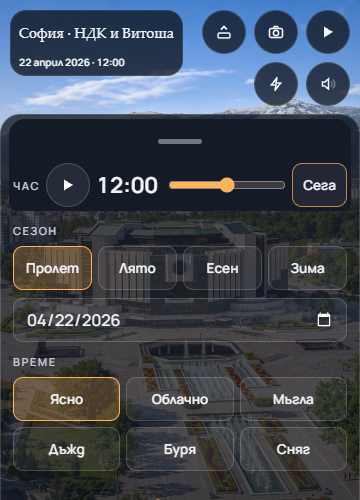 София · НДК и Витоша
22 април 2026 · 12:00
ЧАС
12:00
Сега
СЕЗОН
Пролет
Лято
Есен
Зима
04/22/2026
ВРЕМЕ
Ясно
Облачно
Мъгла
Дъжд
Буря
Сняг